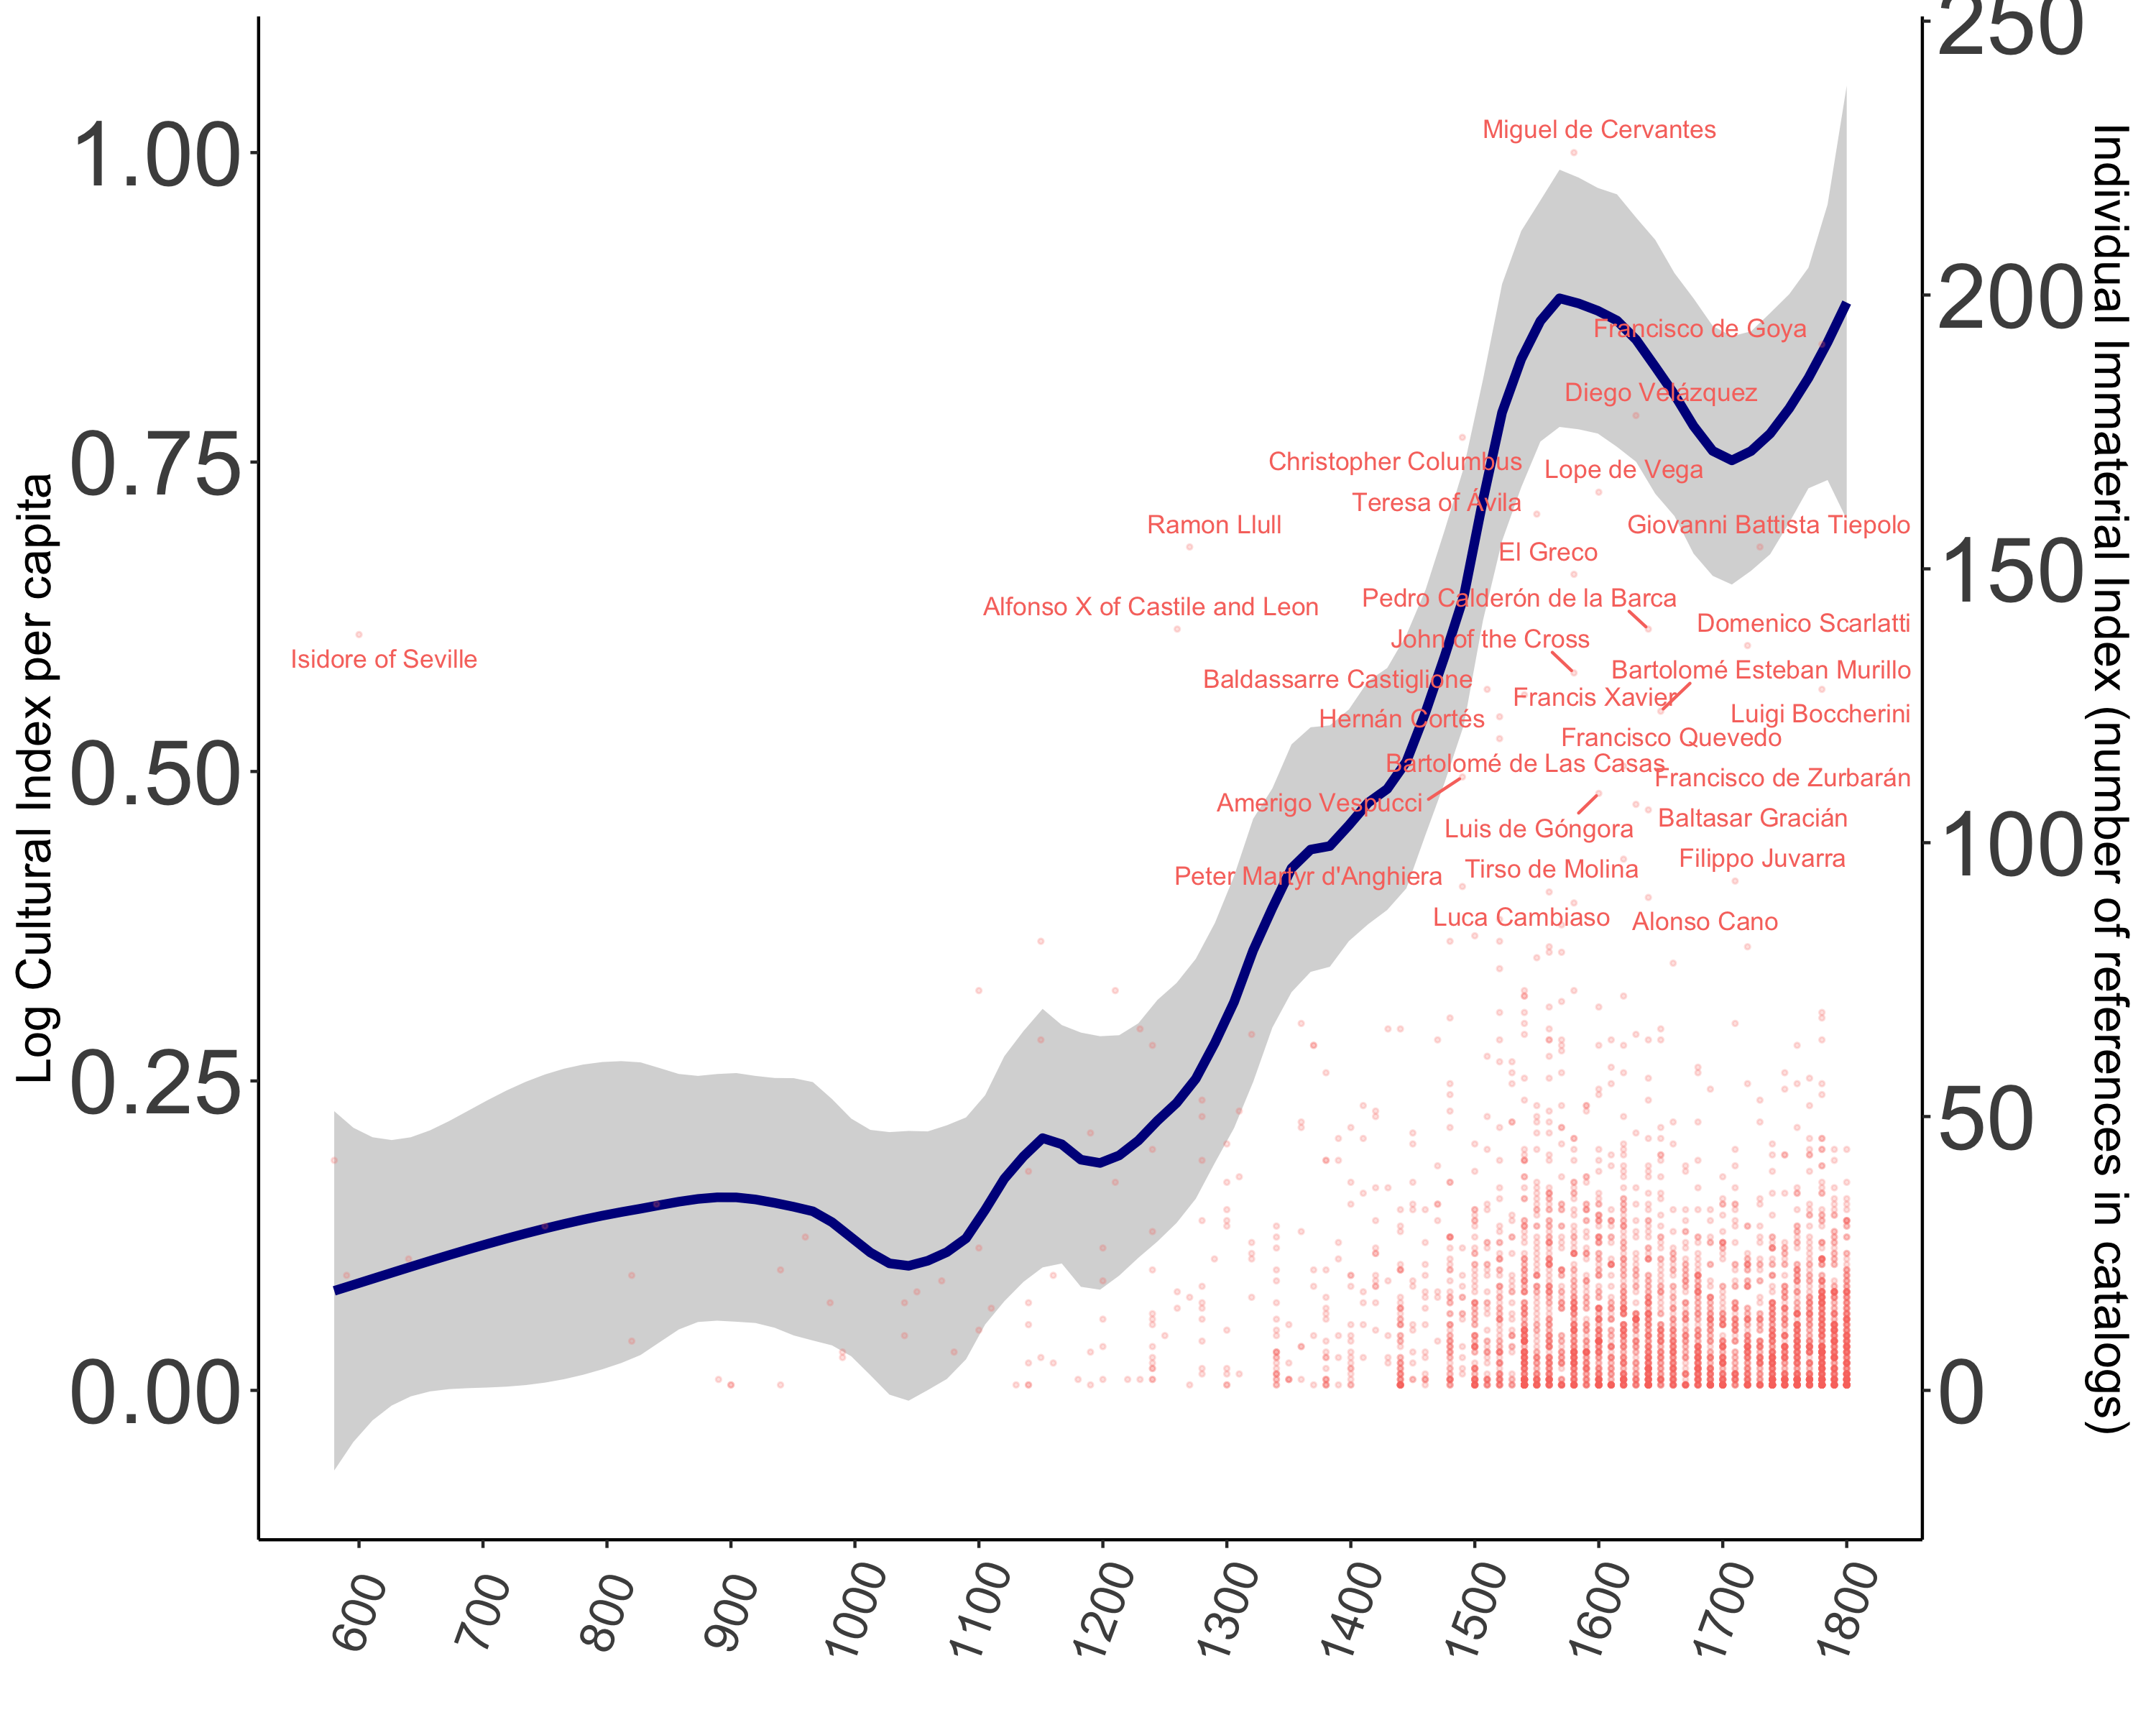 250
Miguel de Cervantes
1.00
200
Francisco de Goya
Diego Velázquez
0.75
Christopher Columbus
Lope de Vega
Teresa of Ávila
Ramon Llull
Giovanni Battista Tiepolo
El Greco
150
Pedro Calderón de la Barca
Alfonso X of Castile and Leon
Domenico Scarlatti
John of the Cross
Isidore of Seville
Bartolomé Esteban Murillo
Baldassarre Castiglione
Francis Xavier
Luigi Boccherini
Hernán Cortés
Francisco Quevedo
0.50
Bartolomé de Las Casas
Francisco de Zurbarán
Amerigo Vespucci
Baltasar Gracián
Luis de Góngora
100
Filippo Juvarra
Tirso de Molina
Peter Martyr d'Anghiera
Luca Cambiaso
Alonso Cano
0.25
50
0.00
0
Log Cultural Index per capita
Individual Immaterial Index (number of references in catalogs)
600
700
800
900
1000
1100
1200
1300
1400
1500
1600
1700
1800